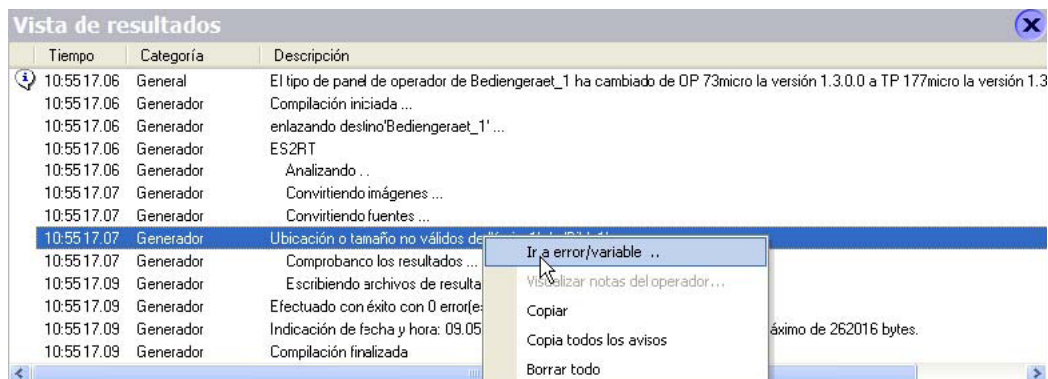 Vista de resultados
Tiempo Categoría Descripción
10:55 17.06 General El tipo de panel de operador de Bediengeraet_1 ha cambiado de OP 73micro la versión 1.3.0.0 a TP 177micro la versión 1.3
10:55 17.06 Generador Compilación iniciada ...
10:55 17.06 Generador enlazando destino'Bediengeraet_1' ...
10:55 17.06 Generador ES2RT
10:55 17.06 Generador Analizando . .
10:55 17.07 Generador Convirtiendo imágenes ...
10:55 17.07 Generador Convirtiendo fuentes ...
10:55 17.07 Generador Ubicación o tamaño no válidos de
Ir a error/variable ..
10:55 17.07 Generador Comprobanco los resultados ...
Visualizar notas del operador...
10:55 17.09 Generador Escribiendo archivos de resulta
10:55 17.09 Generador Efectuado con éxito con 0 error(e
Copiar
10:55 17.09 Generador Indicación de fecha y hora: 09.05 áximo de 262016 bytes.
Copia todos los avisos
10:55 17.09 Generador Compilación finalizada
Borrar todo